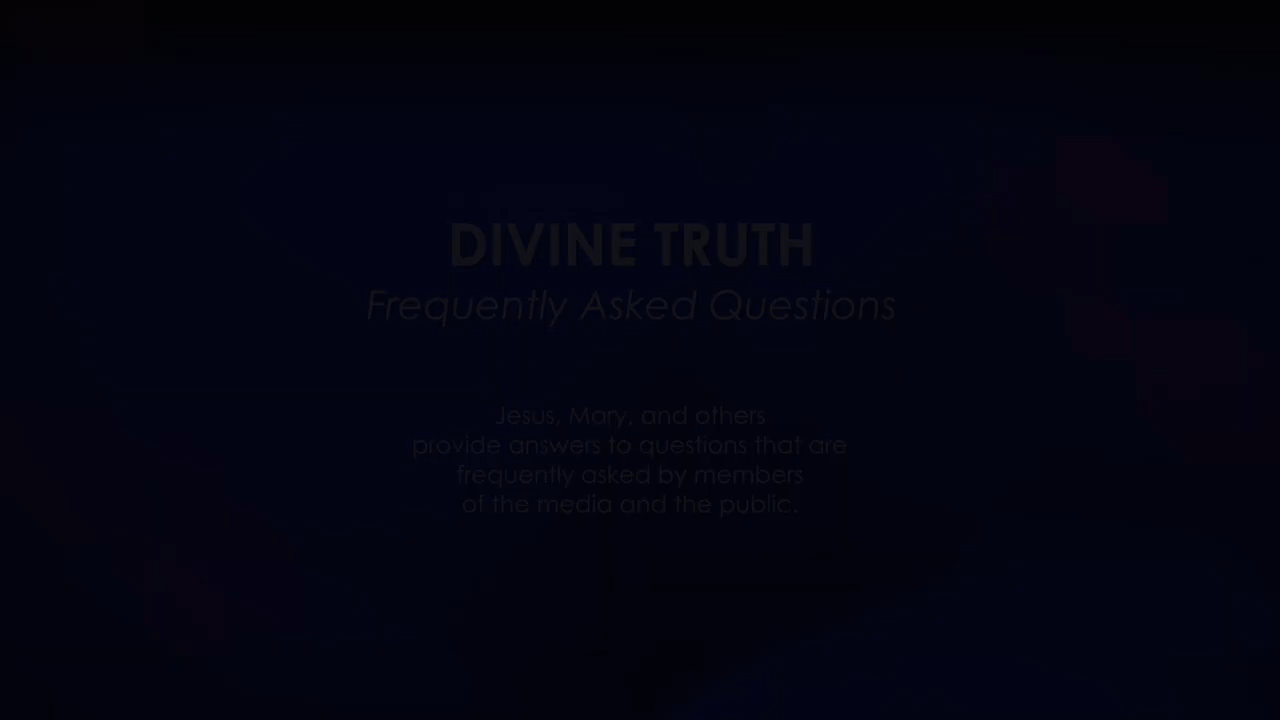 DIVINE TRUTH
Frequently Asked Questions
Jesus, Mary, and others
provide answers to questions that are
frequently asked by members
of the media and the public.